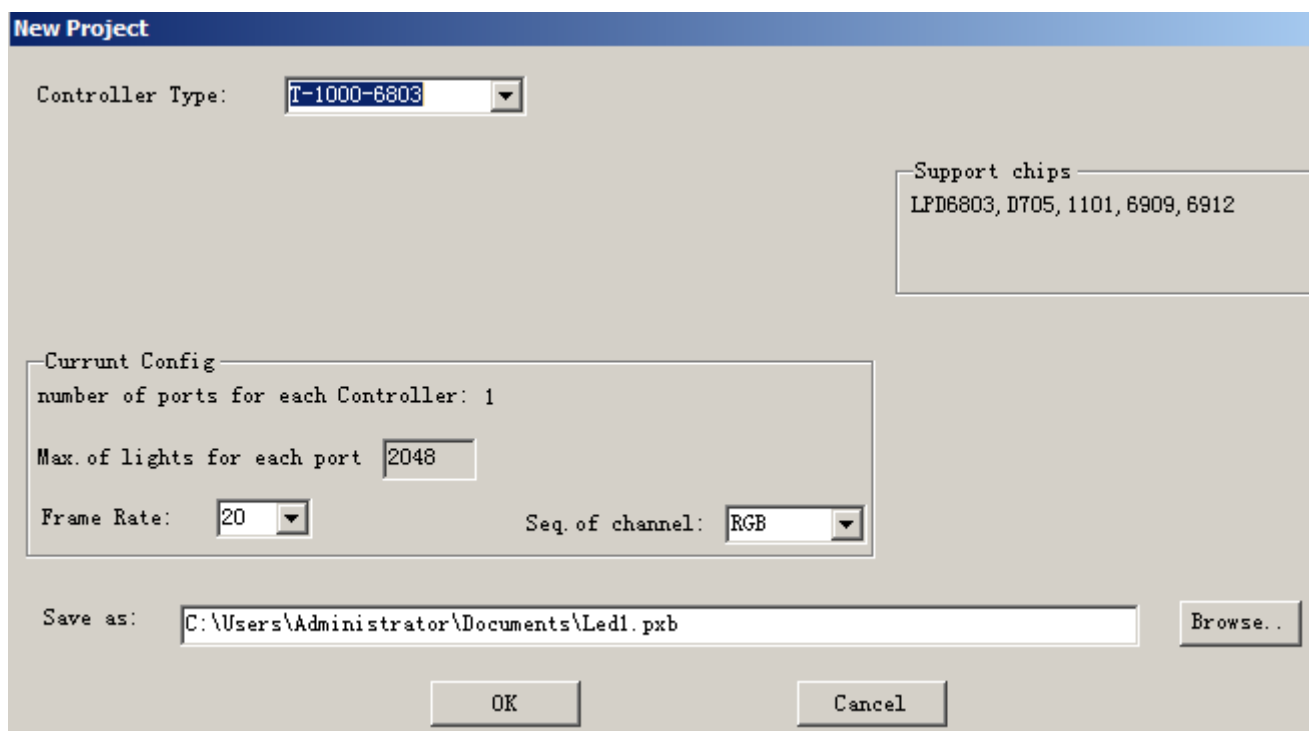 New Project
Controller Type: T-1000-6803
Support chips
LPD6803, D705, 1101, 6909, 6912
Currunt Config
number of ports for each Controller: 1
Max.of lights for each port 2048
Frame Rate: 20 Seq.of channel: RGB
Save as: C:\Users\Administrator\Documents\Led1.pxb Browse..
OK Cancel